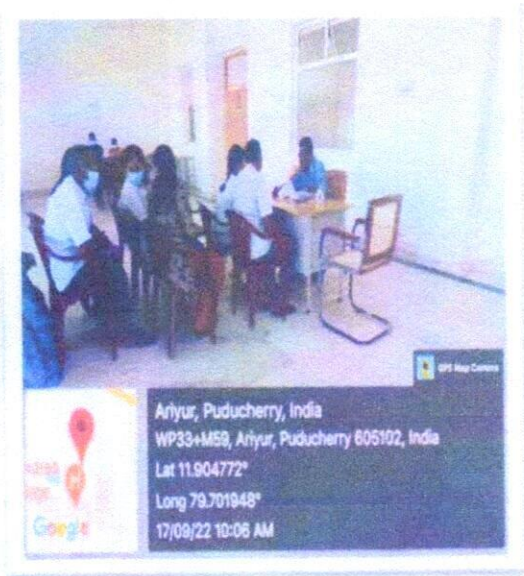 GPS Map Camera
Ariyur, Puducherry, India
WP33+M59, Ariyur, Puducherry 605102, India
Lat 11.904772°
Long 79.701948°
17/09/22 10:06 AM
Google